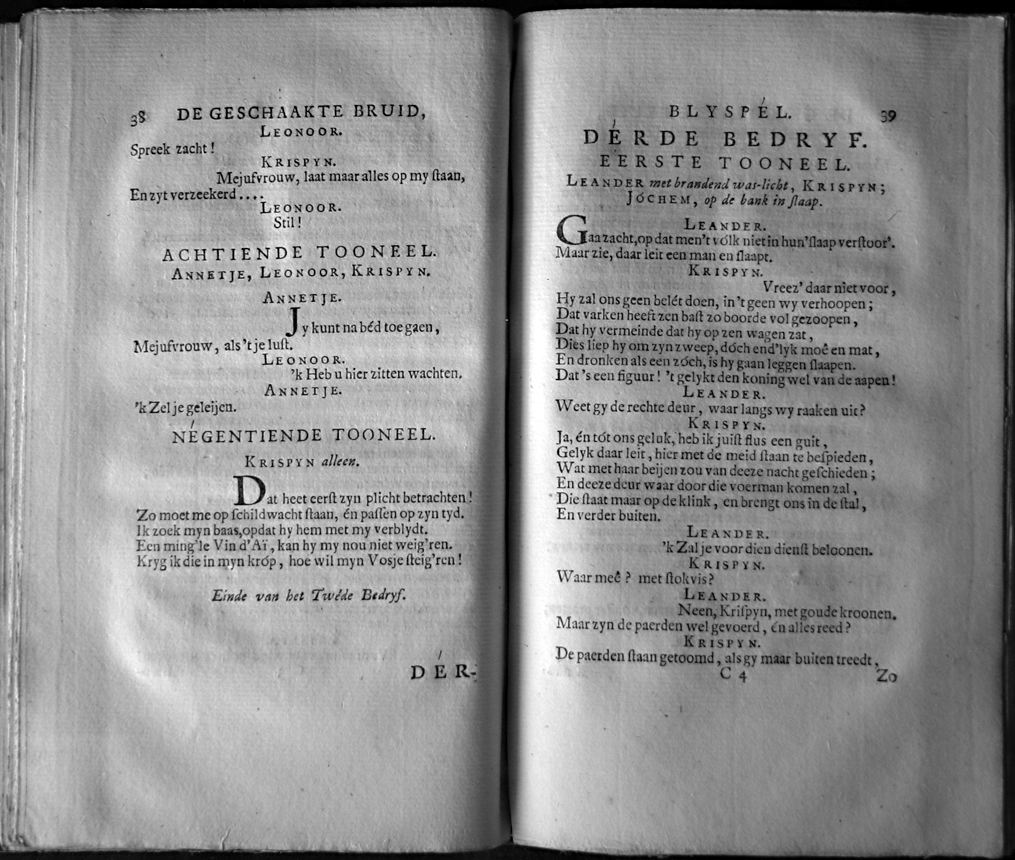 38 DE GESCHAAKTE BRUID,
LEONOOR.
Spreek zacht!
KRISPYN.
Mejufvrouw, laat maar alles op my ſtaan,
En zyt verzeekerd....
LEONOOR.
Stil!
ACHTIENDE TOONEEL.
ANNETJE, LEONOOR, KRISPYN.
ANNETJE.
Jy kunt na béd toe gaen,
Mejufvrouw, als 't je luſt.
LEONOOR.
'k Heb u hier zitten wachten.
ANNETJE.
'k Zel je geleijen.
NÉGENTIENDE TOONEEL.
KRISPYN alleen.
Dat heet eerſt zyn plicht betrachten!
Zo moet me op ſchildwacht ſtaan, én paſſen op zyn tyd.
Ik zoek myn baas, opdat hy hem met my verblydt.
Een ming'le Vin d'Aï, kan hy my nou niet weig'ren.
Kryg ik die in myn króp, hoe wil myn Vosje ſteig'ren!
Einde van het Twéde Bedryf.
DÉR-
BLYSPÉL. 39
DÉRDE BEDRYF.
EERSTE TOONEEL.
LEANDER met brandend was-licht, KRISPYN;
JÓCHEM, op de bank in ſlaap.
LEANDER.
Gaa zacht, op dat men 't vólk niet in hun' ſlaap verſtoor'.
Maar zie, daar leit een man en ſlaapt.
KRISPYN.
Vreez' daar niet voor,
Hy zal ons geen belét doen, in 't geen wy verhoopen;
Dat varken heeft zen baſt zo boorde vol gezoopen,
Dat hy vermeinde dat hy op zen wagen zat,
Dies liep hy om zyn zweep, dóch end'lyk moê en mat,
En dronken als een zóch, is hy gaan leggen ſlaapen.
Dat 's een figuur! 't gelykt den koning wel van de aapen!
LEANDER.
Weet gy de rechte deur, waar langs wy raaken uit?
KRISPYN.
Ja, én tót ons geluk, heb ik juiſt flus een guit,
Gelyk daar leit, hier met de meid ſtaan te beſpieden,
Wat met haar beijen zou van deeze nacht geſchieden;
En deeze deur waar door die voerman komen zal,
Die ſtaat maar op de klink, en brengt ons in de ſtal,
En verder buiten.
LEANDER.
'k Zal je voor dien dienſt beloonen.
KRISPYN.
Waar meê? met ſtokvis?
LEANDER.
Neen, Kriſpyn, met goude kroonen.
Maar zyn de paerden wel gevoerd, én alles reed?
KRISPYN.
De paerden ſtaan getoomd, als gy maar buiten treedt,
C 4 Zo